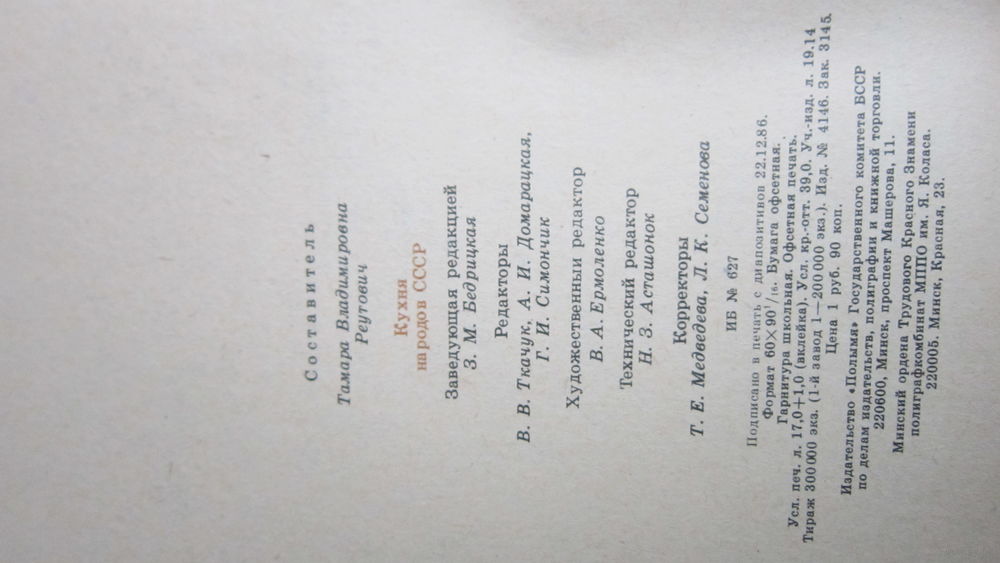 Составитель
Тамара Владимировна
Реутович
Кухня
народов СССР
Заведующая редакцией
З. М. Бедрицкая
Редакторы
В. В. Ткачук, А. И. Домарацкая,
Г. И. Симончик
Художественный редактор
В. А. Ермоленко
Технический редактор
Н. З. Асташонок
Корректоры
Т. Е. Медведева, Л. К. Семенова
ИБ № 627
Подписано в печать с диапозитивов 22.12.86.
Формат 60×90¹/₁₆. Бумага офсетная.
Гарнитура школьная. Офсетная печать.
Усл. печ. л. 17,0+1,0 (вклейка). Усл. кр.-отт. 39,0. Уч.-изд. л. 19.14
Тираж 300 000 экз. (1-й завод 1—200 000 экз.). Изд. № 4146. Зак. 3145.
Цена 1 руб. 90 коп.
Издательство «Полымя» Государственного комитета БССР
по делам издательств, полиграфии и книжной торговли.
220600, Минск, проспект Машерова, 11.
Минский ордена Трудового Красного Знамени
полиграфкомбинат МППО им. Я. Коласа.
220005. Минск, Красная, 23.